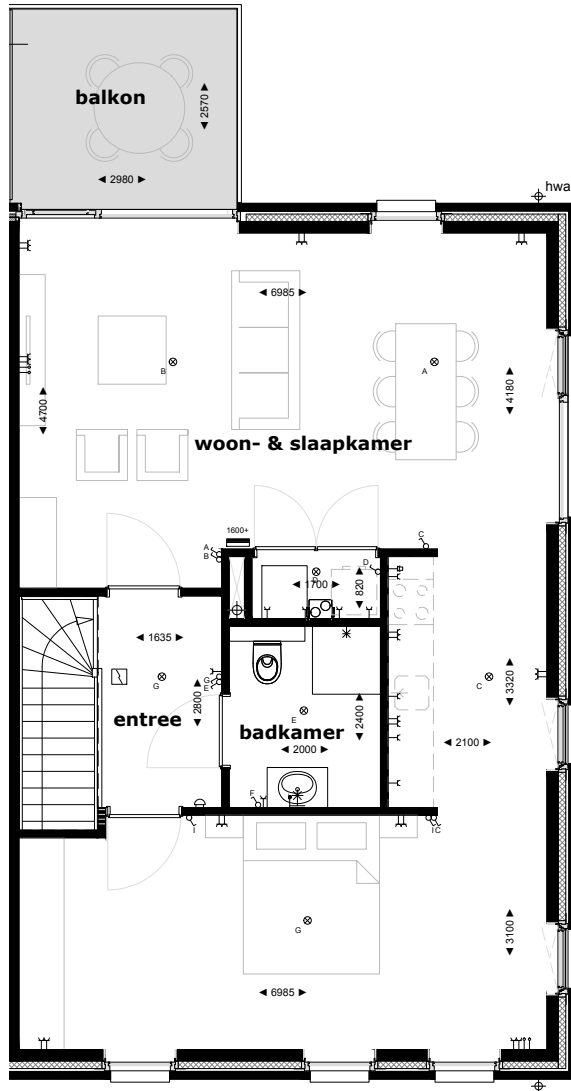 balkon
2570
2980
hwa
6985
B
A
4700
4180
woon- & slaapkamer
1600+
A
B
C
D
D
1700
820
1635
G
G
E
2800
entree
E
badkamer
2400
2000
C
3320
2100
F
I
I C
G
3100
6985